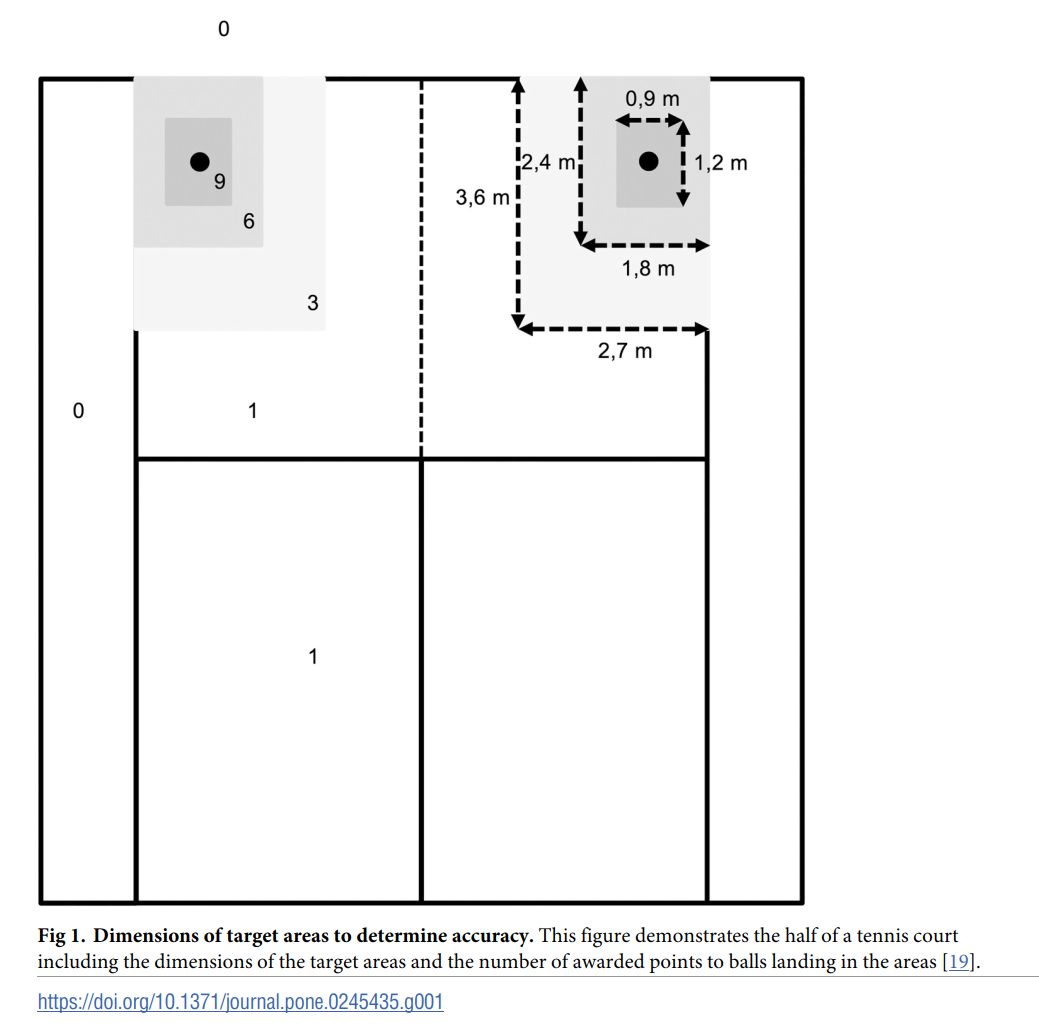 0
0,9 m
2,4 m
1,2 m
9
3,6 m
6
1,8 m
3
2,7 m
0
1
1
Fig 1. Dimensions of target areas to determine accuracy. This figure demonstrates the half of a tennis court
including the dimensions of the target areas and the number of awarded points to balls landing in the areas [19].
https://doi.org/10.1371/journal.pone.0245435.g001